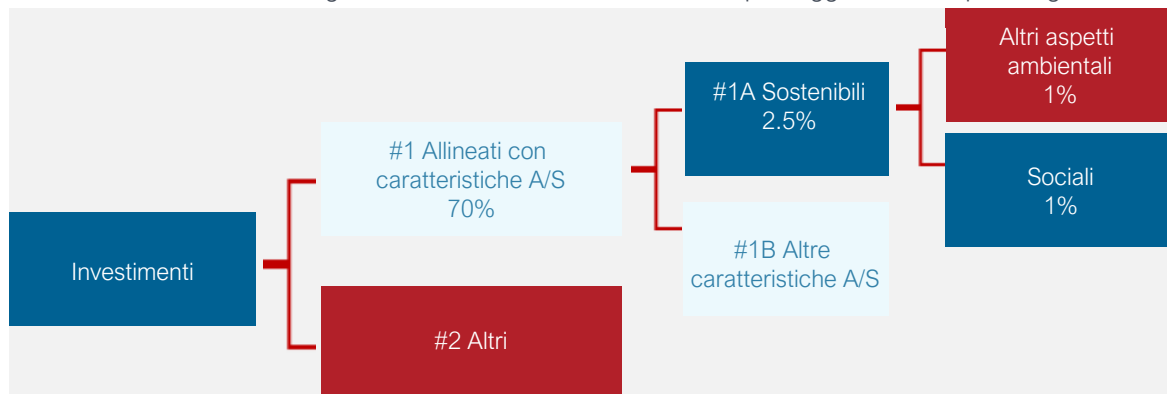 Altri aspetti
ambientali
1%
#1A Sostenibili
2.5%
#1 Allineati con
caratteristiche A/S
70%
Sociali
1%
#1B Altre
caratteristiche A/S
Investimenti
#2 Altri